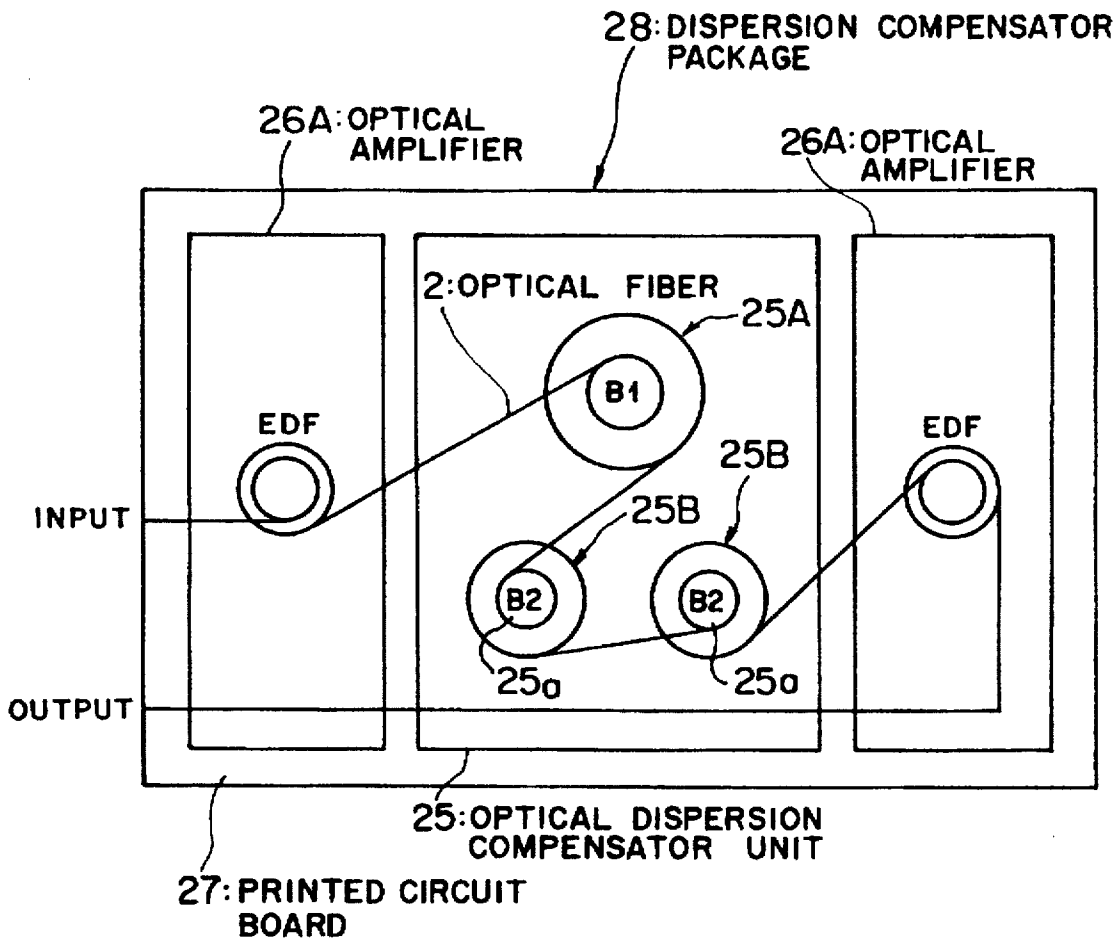 28: DISPERSION COMPENSATOR
PACKAGE
26A: OPTICAL
AMPLIFIER
26A: OPTICAL
AMPLIFIER
2: OPTICAL FIBER
25A
B1
EDF
EDF
25B
25B
INPUT
B2
B2
25a
25a
OUTPUT
25: OPTICAL DISPERSION
COMPENSATOR UNIT
27: PRINTED CIRCUIT
BOARD